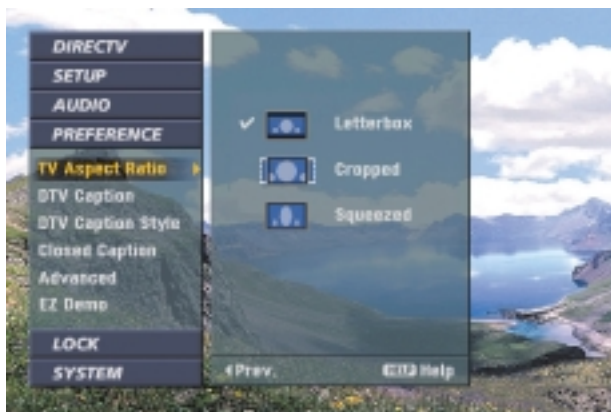 DIRECTV
SETUP
AUDIO
PREFERENCE
TV Aspect Ratio
DTV Caption
DTV Caption Style
Closed Caption
Advanced
EZ Demo
LOCK
SYSTEM
Letterbox
Cropped
Squeezed
Prev.
Help